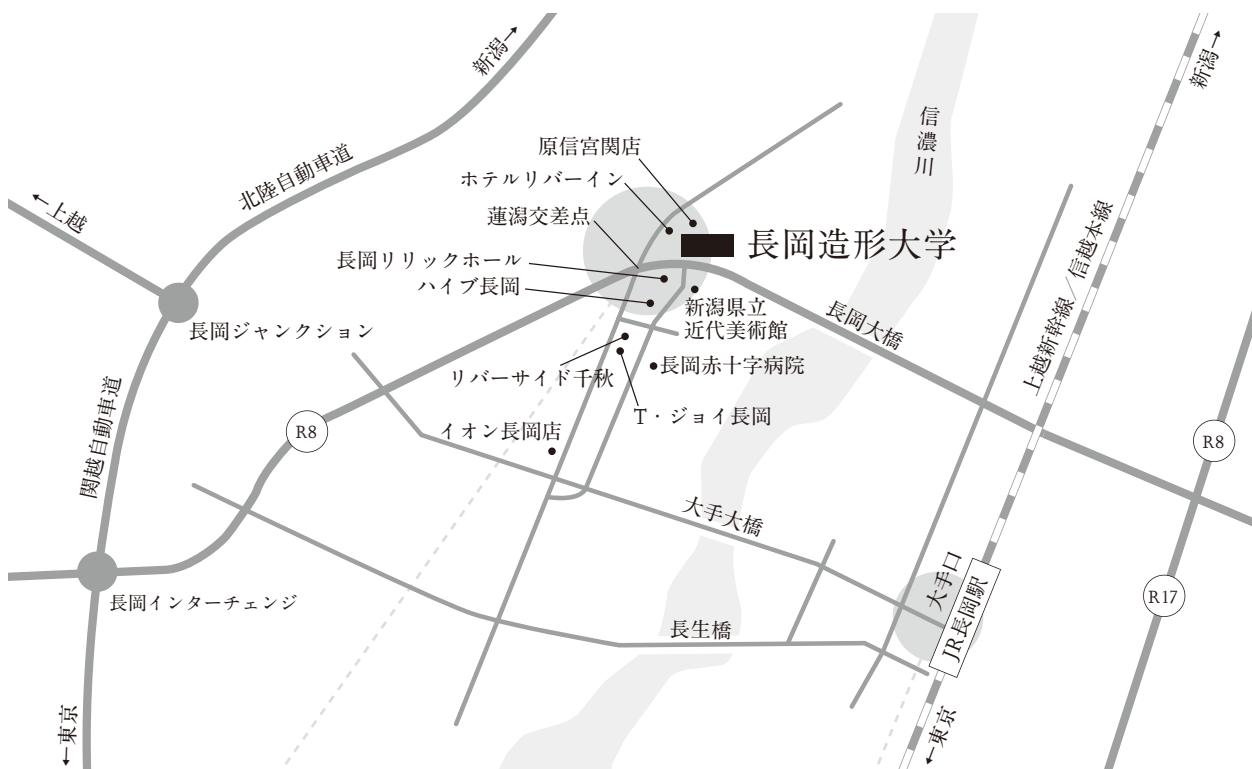 新潟→
新潟→
北陸自動車道
←上越
信濃川
原信宮関店
ホテルリバーイン
蓮潟交差点
長岡造形大学
長岡リリックホール
ハイブ長岡
新潟県立
近代美術館
長岡大橋
上越新幹線／信越本線
長岡ジャンクション
リバーサイド千秋
長岡赤十字病院
T・ジョイ長岡
関越自動車道
R8
イオン長岡店
R8
大手大橋
大手口
JR長岡駅
R17
長岡インターチェンジ
長生橋
←東京
←東京